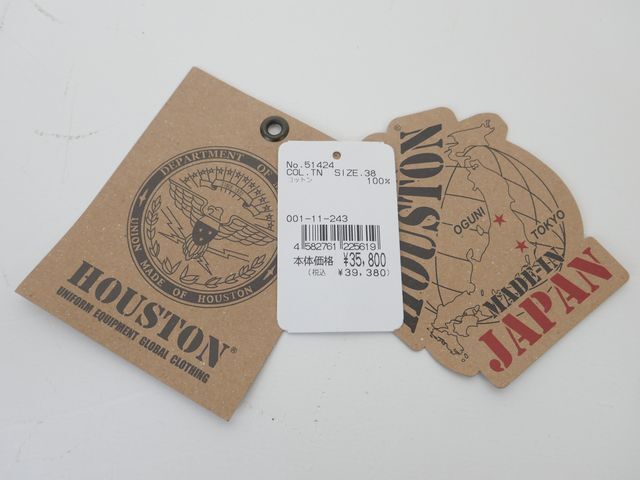 DEPARTMENT OF
UNION MADE OF HOUSTON
HOUSTON®
UNIFORM EQUIPMENT GLOBAL CLOTHING
No.51424
COL.TN SIZE.38
コットン 100%
001-11-243
4 582761 225619
本体価格 ¥35,800
(税込 ¥39,380)
HOUSTON®
OGUNI
TOKYO
MADE-IN
JAPAN